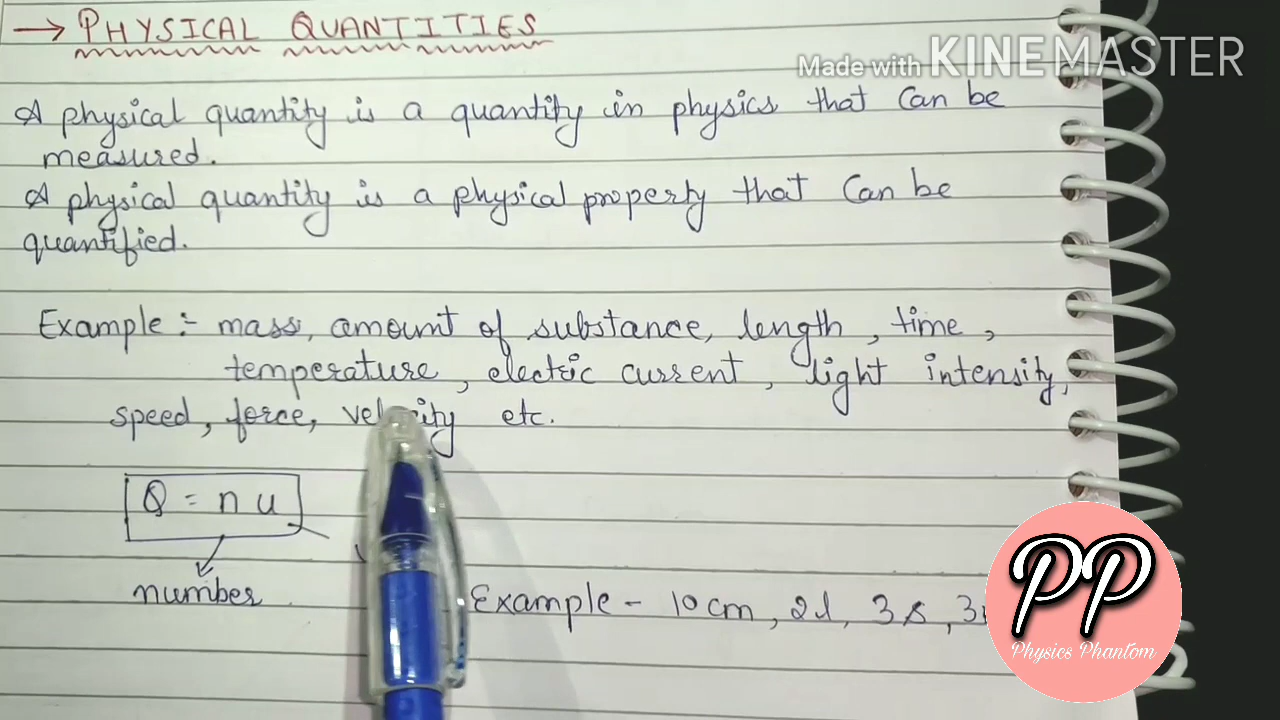 → PHYSICAL QUANTITIES
Made with KINEMASTER
A physical quantity is a quantity in physics that can be
measured.
A physical quantity is a physical property that can be
quantified.
Example :- mass, amount of substance, length, time,
temperature, electric current, light intensity,
speed, force, velocity etc.
Q = n u
number
Example - 10 cm, 2l, 3s,
PP
Physics Phantom